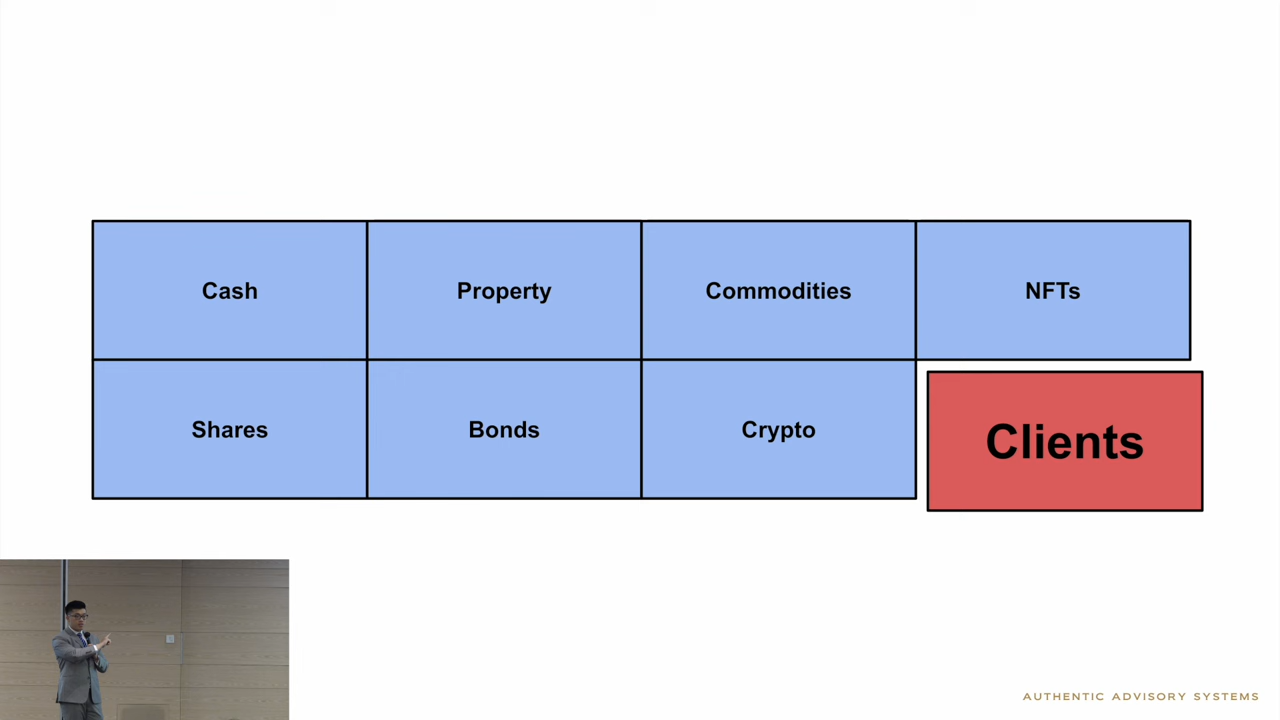 Cash
Property
Commodities
NFTs
Shares
Bonds
Crypto
Clients
AUTHENTIC ADVISORY SYSTEMS